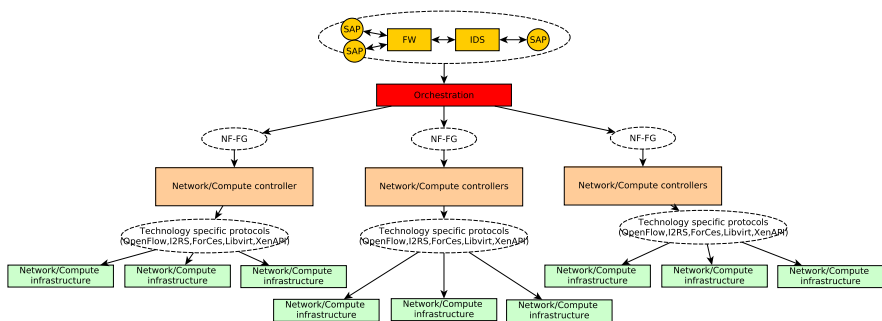 SAP
SAP
FW
IDS
SAP
Orchestration
NF-FG
NF-FG
NF-FG
Network/Compute controller
Network/Compute controllers
Network/Compute controllers
Technology specific protocols
(OpenFlow,I2RS,ForCes,Libvirt,XenAPI)
Technology specific protocols
(OpenFlow,I2RS,ForCes,Libvirt,XenAPI)
Technology specific protocols
(OpenFlow,I2RS,ForCes,Libvirt,XenAPI)
Network/Compute
infrastructure
Network/Compute
infrastructure
Network/Compute
infrastructure
Network/Compute
infrastructure
Network/Compute
infrastructure
Network/Compute
infrastructure
Network/Compute
infrastructure
Network/Compute
infrastructure
Network/Compute
infrastructure